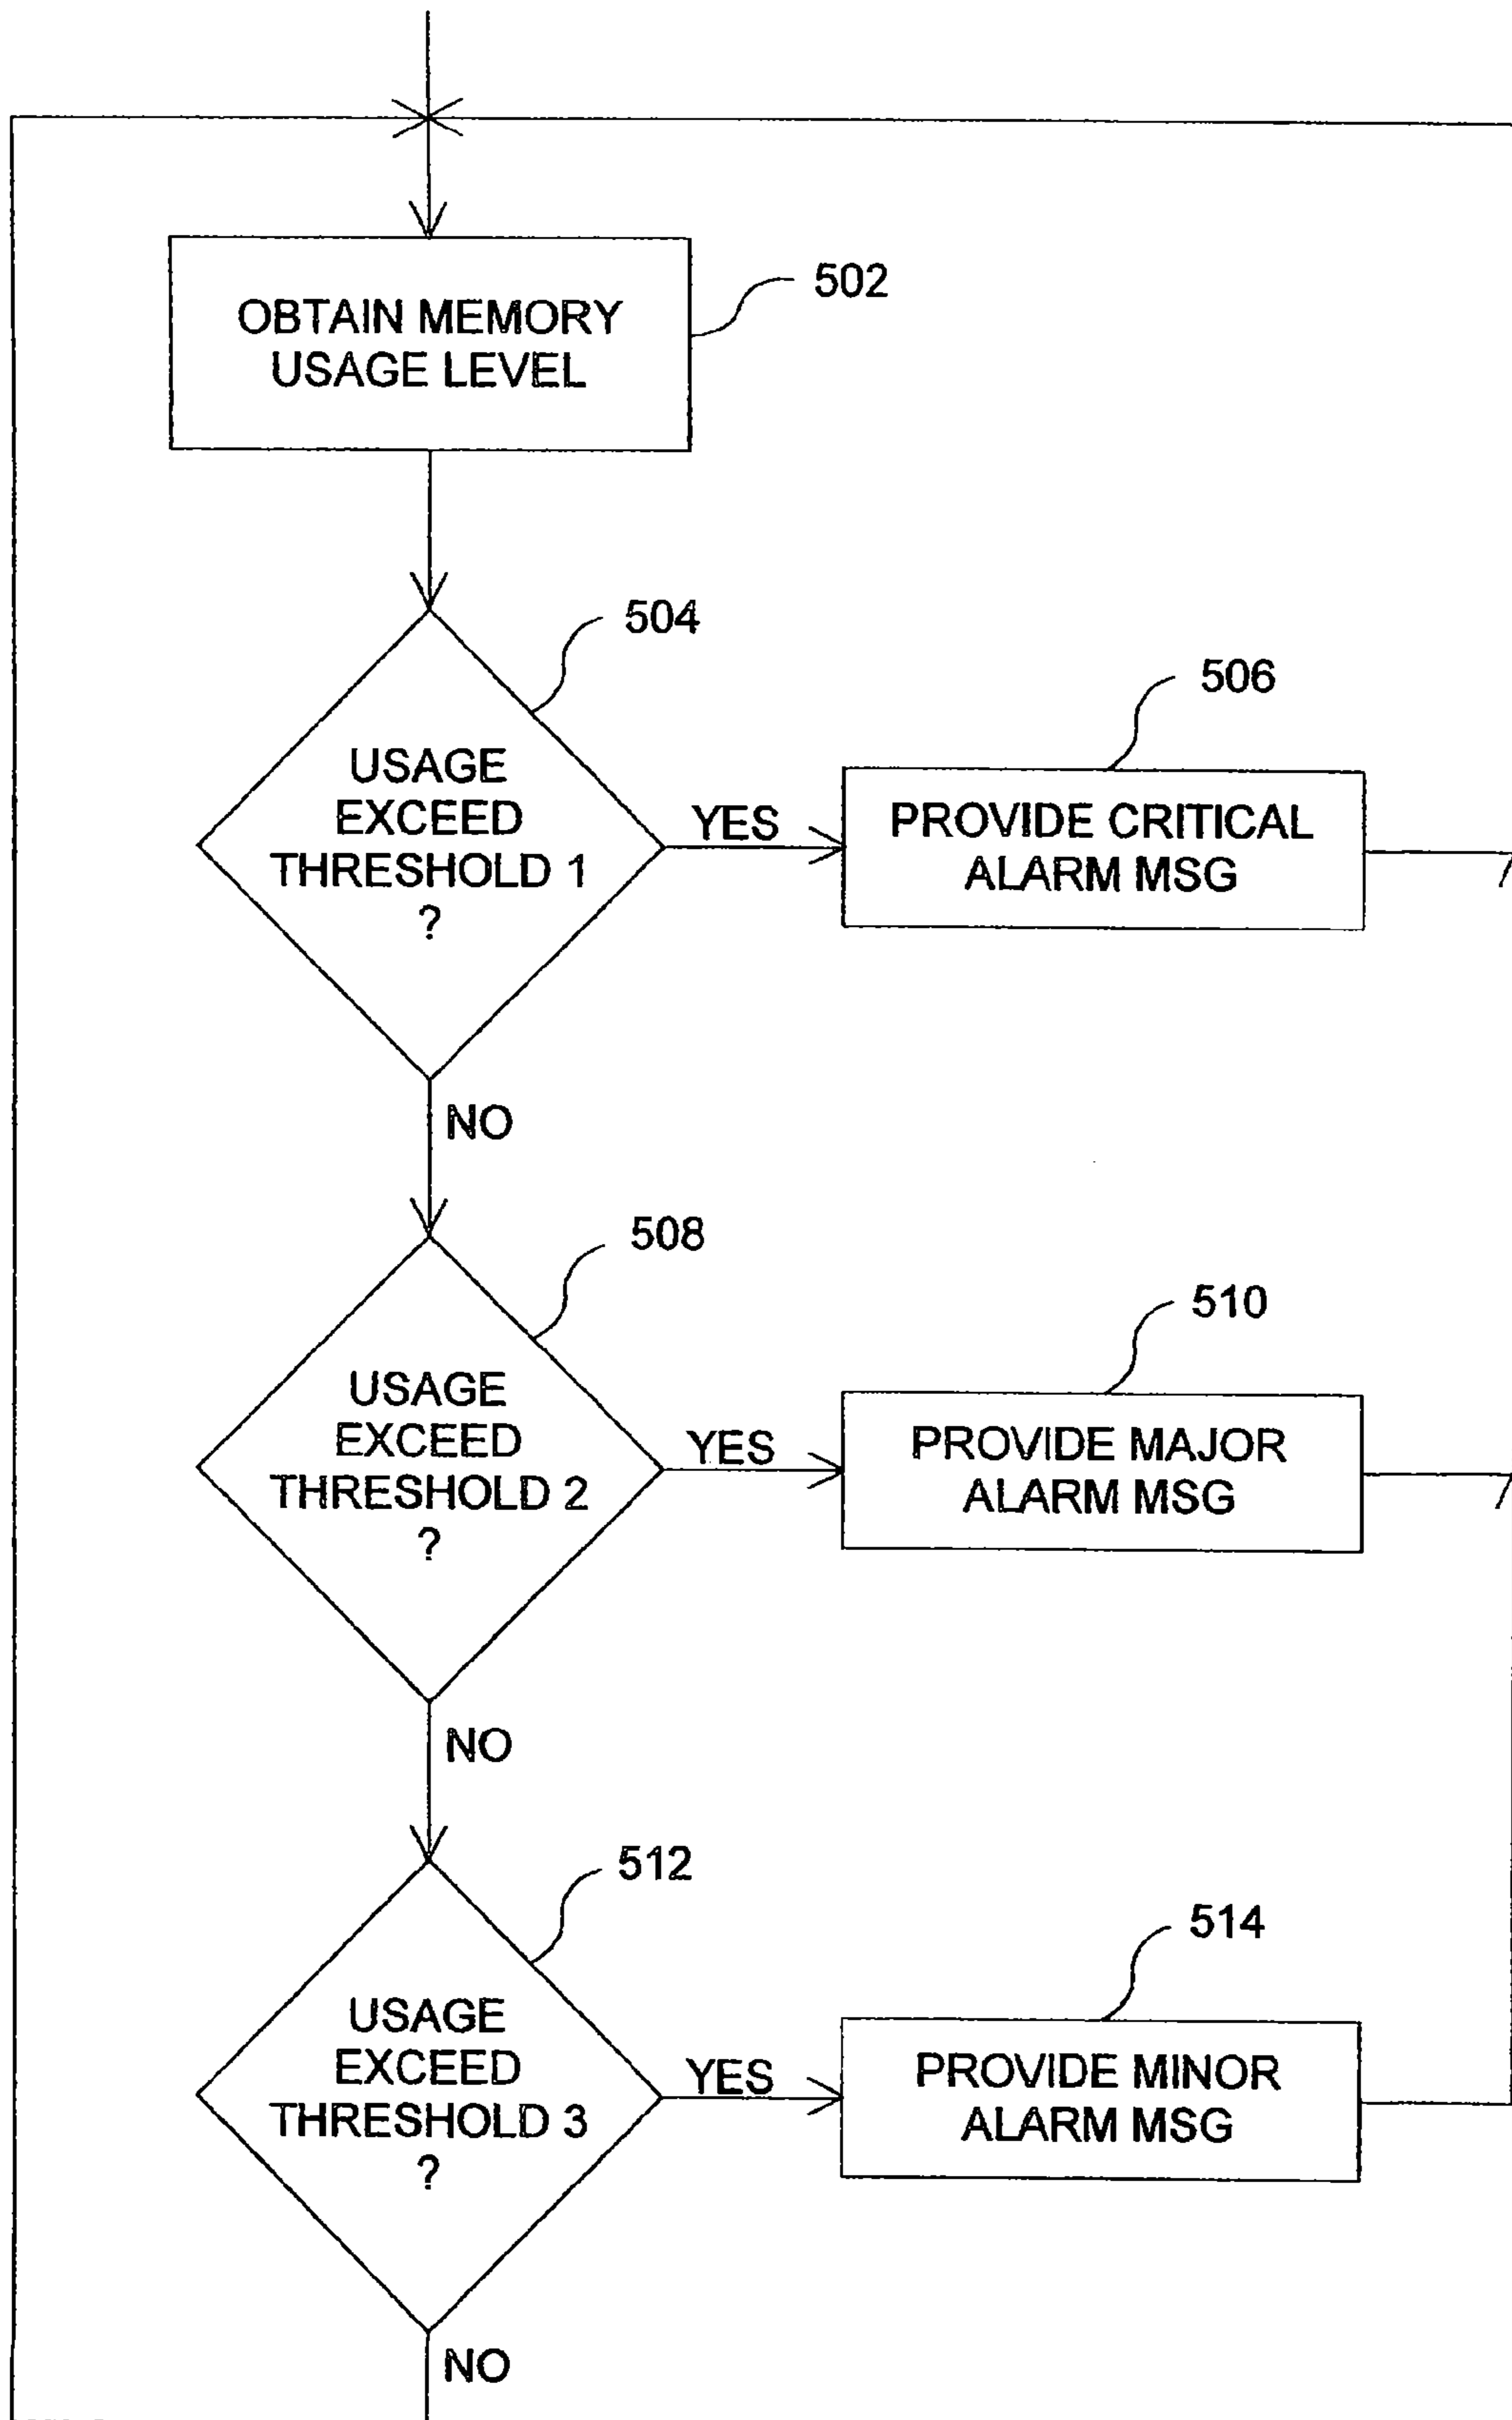 502
OBTAIN MEMORY
USAGE LEVEL
504
USAGE
EXCEED
THRESHOLD 1
?
YES
506
PROVIDE CRITICAL
ALARM MSG
NO
508
USAGE
EXCEED
THRESHOLD 2
?
YES
510
PROVIDE MAJOR
ALARM MSG
NO
512
USAGE
EXCEED
THRESHOLD 3
?
YES
514
PROVIDE MINOR
ALARM MSG
NO